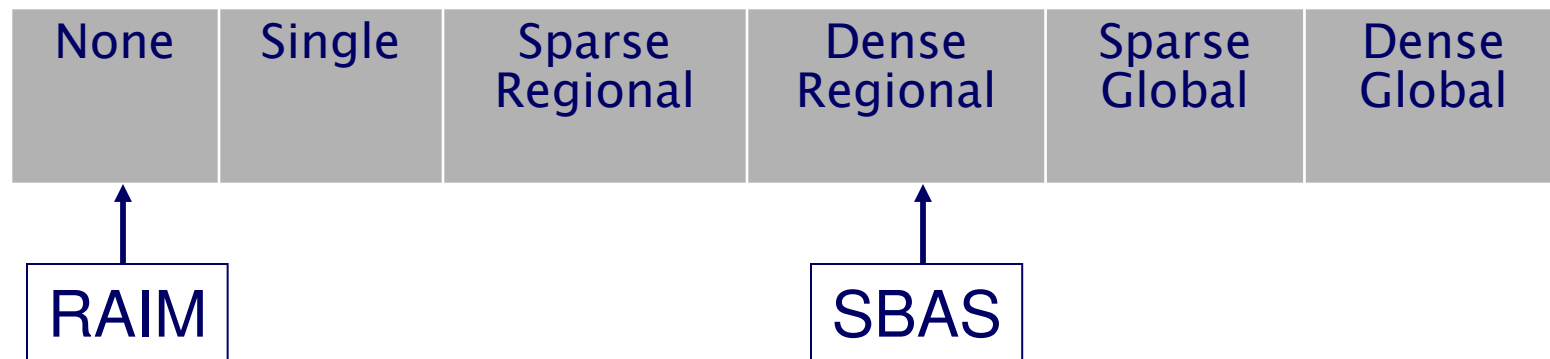 None
Single
Sparse
Regional
Dense
Regional
Sparse
Global
Dense
Global
RAIM
SBAS